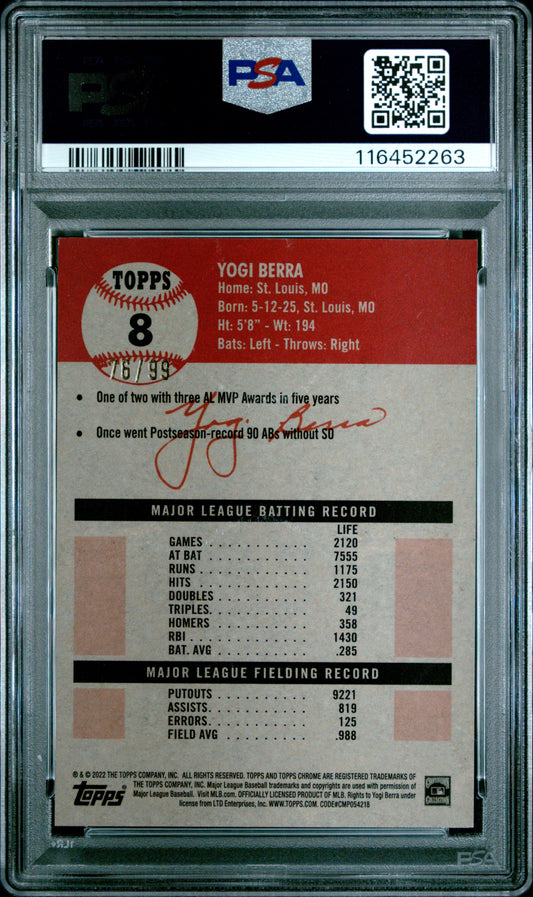 PSA
PSA
116452263
TOPPS
8
76/99
YOGI BERRA
Home: St. Louis, MO
Born: 5-12-25, St. Louis, MO
Ht: 5'8" - Wt: 194
Bats: Left - Throws: Right
• One of two with three AL MVP Awards in five years
• Once went Postseason-record 90 ABs without SO
Yogi Berra
MAJOR LEAGUE BATTING RECORD
LIFE
GAMES . . . . . . . . . . . 2120
AT BAT . . . . . . . . . . . 7555
RUNS . . . . . . . . . . . 1175
HITS . . . . . . . . . . . 2150
DOUBLES . . . . . . . . . . 321
TRIPLES. . . . . . . . . . . 49
HOMERS . . . . . . . . . . 358
RBI . . . . . . . . . . . . 1430
BAT. AVG . . . . . . . . . . .285
MAJOR LEAGUE FIELDING RECORD
PUTOUTS . . . . . . . . . . 9221
ASSISTS. . . . . . . . . . . 819
ERRORS. . . . . . . . . . . 125
FIELD AVG . . . . . . . . . .988
® & © 2022 THE TOPPS COMPANY, INC. ALL RIGHTS RESERVED. TOPPS AND TOPPS CHROME ARE REGISTERED TRADEMARKS OF
THE TOPPS COMPANY, INC. Major League Baseball trademarks and copyrights are used with permission of
Major League Baseball. Visit MLB.com. OFFICIALLY LICENSED PRODUCT OF MLB. Rights to Yogi Berra under
license from LTD Enterprises, Inc. WWW.TOPPS.COM. CODE#CMP054218
Topps
PSA